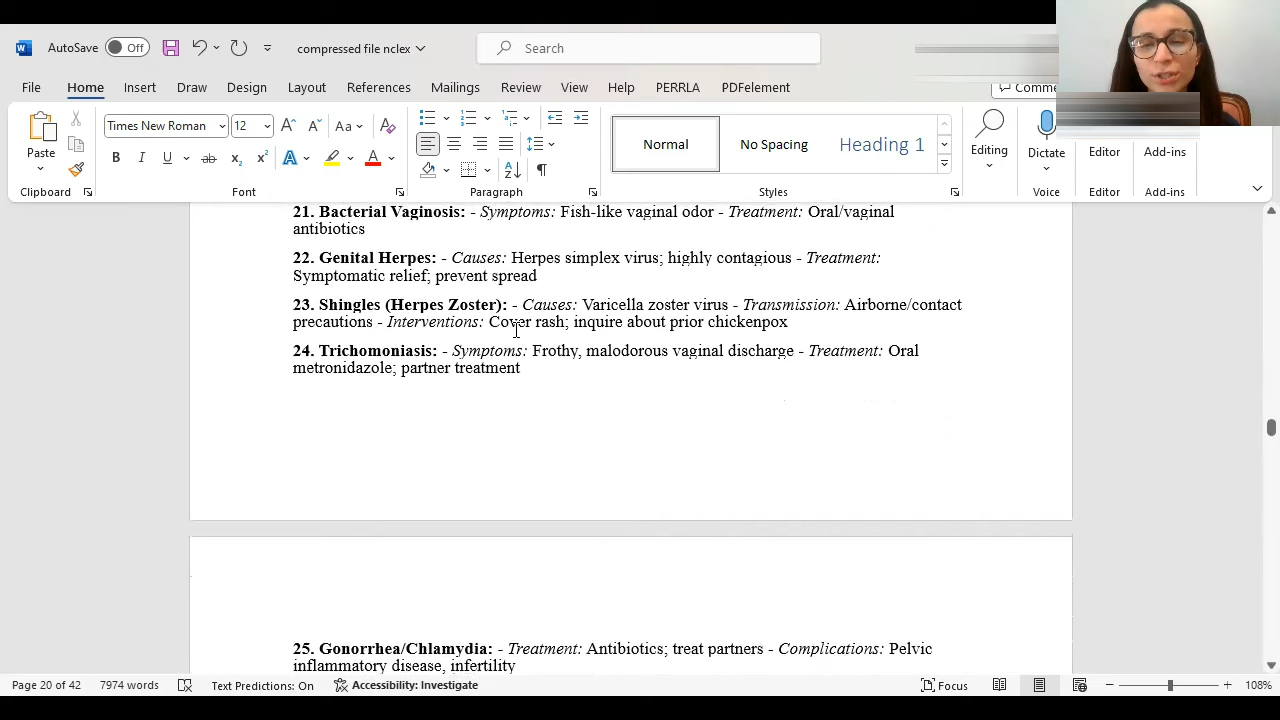 AutoSave Off compressed file nclex Search
File Home Insert Draw Design Layout References Mailings Review View Help PERRLA PDFelement
Times New Roman 12 Aa Normal No Spacing Heading 1
Paste B I U ab x2 x2 A A A Editing Dictate Editor Add-ins
Clipboard Font Paragraph Styles Voice Editor Add-ins
21. Bacterial Vaginosis: - Symptoms: Fish-like vaginal odor - Treatment: Oral/vaginal
antibiotics
22. Genital Herpes: - Causes: Herpes simplex virus; highly contagious - Treatment:
Symptomatic relief; prevent spread
23. Shingles (Herpes Zoster): - Causes: Varicella zoster virus - Transmission: Airborne/contact
precautions - Interventions: Cover rash; inquire about prior chickenpox
24. Trichomoniasis: - Symptoms: Frothy, malodorous vaginal discharge - Treatment: Oral
metronidazole; partner treatment
25. Gonorrhea/Chlamydia: - Treatment: Antibiotics; treat partners - Complications: Pelvic
inflammatory disease, infertility
Page 20 of 42 7974 words Text Predictions: On Accessibility: Investigate Focus 108%